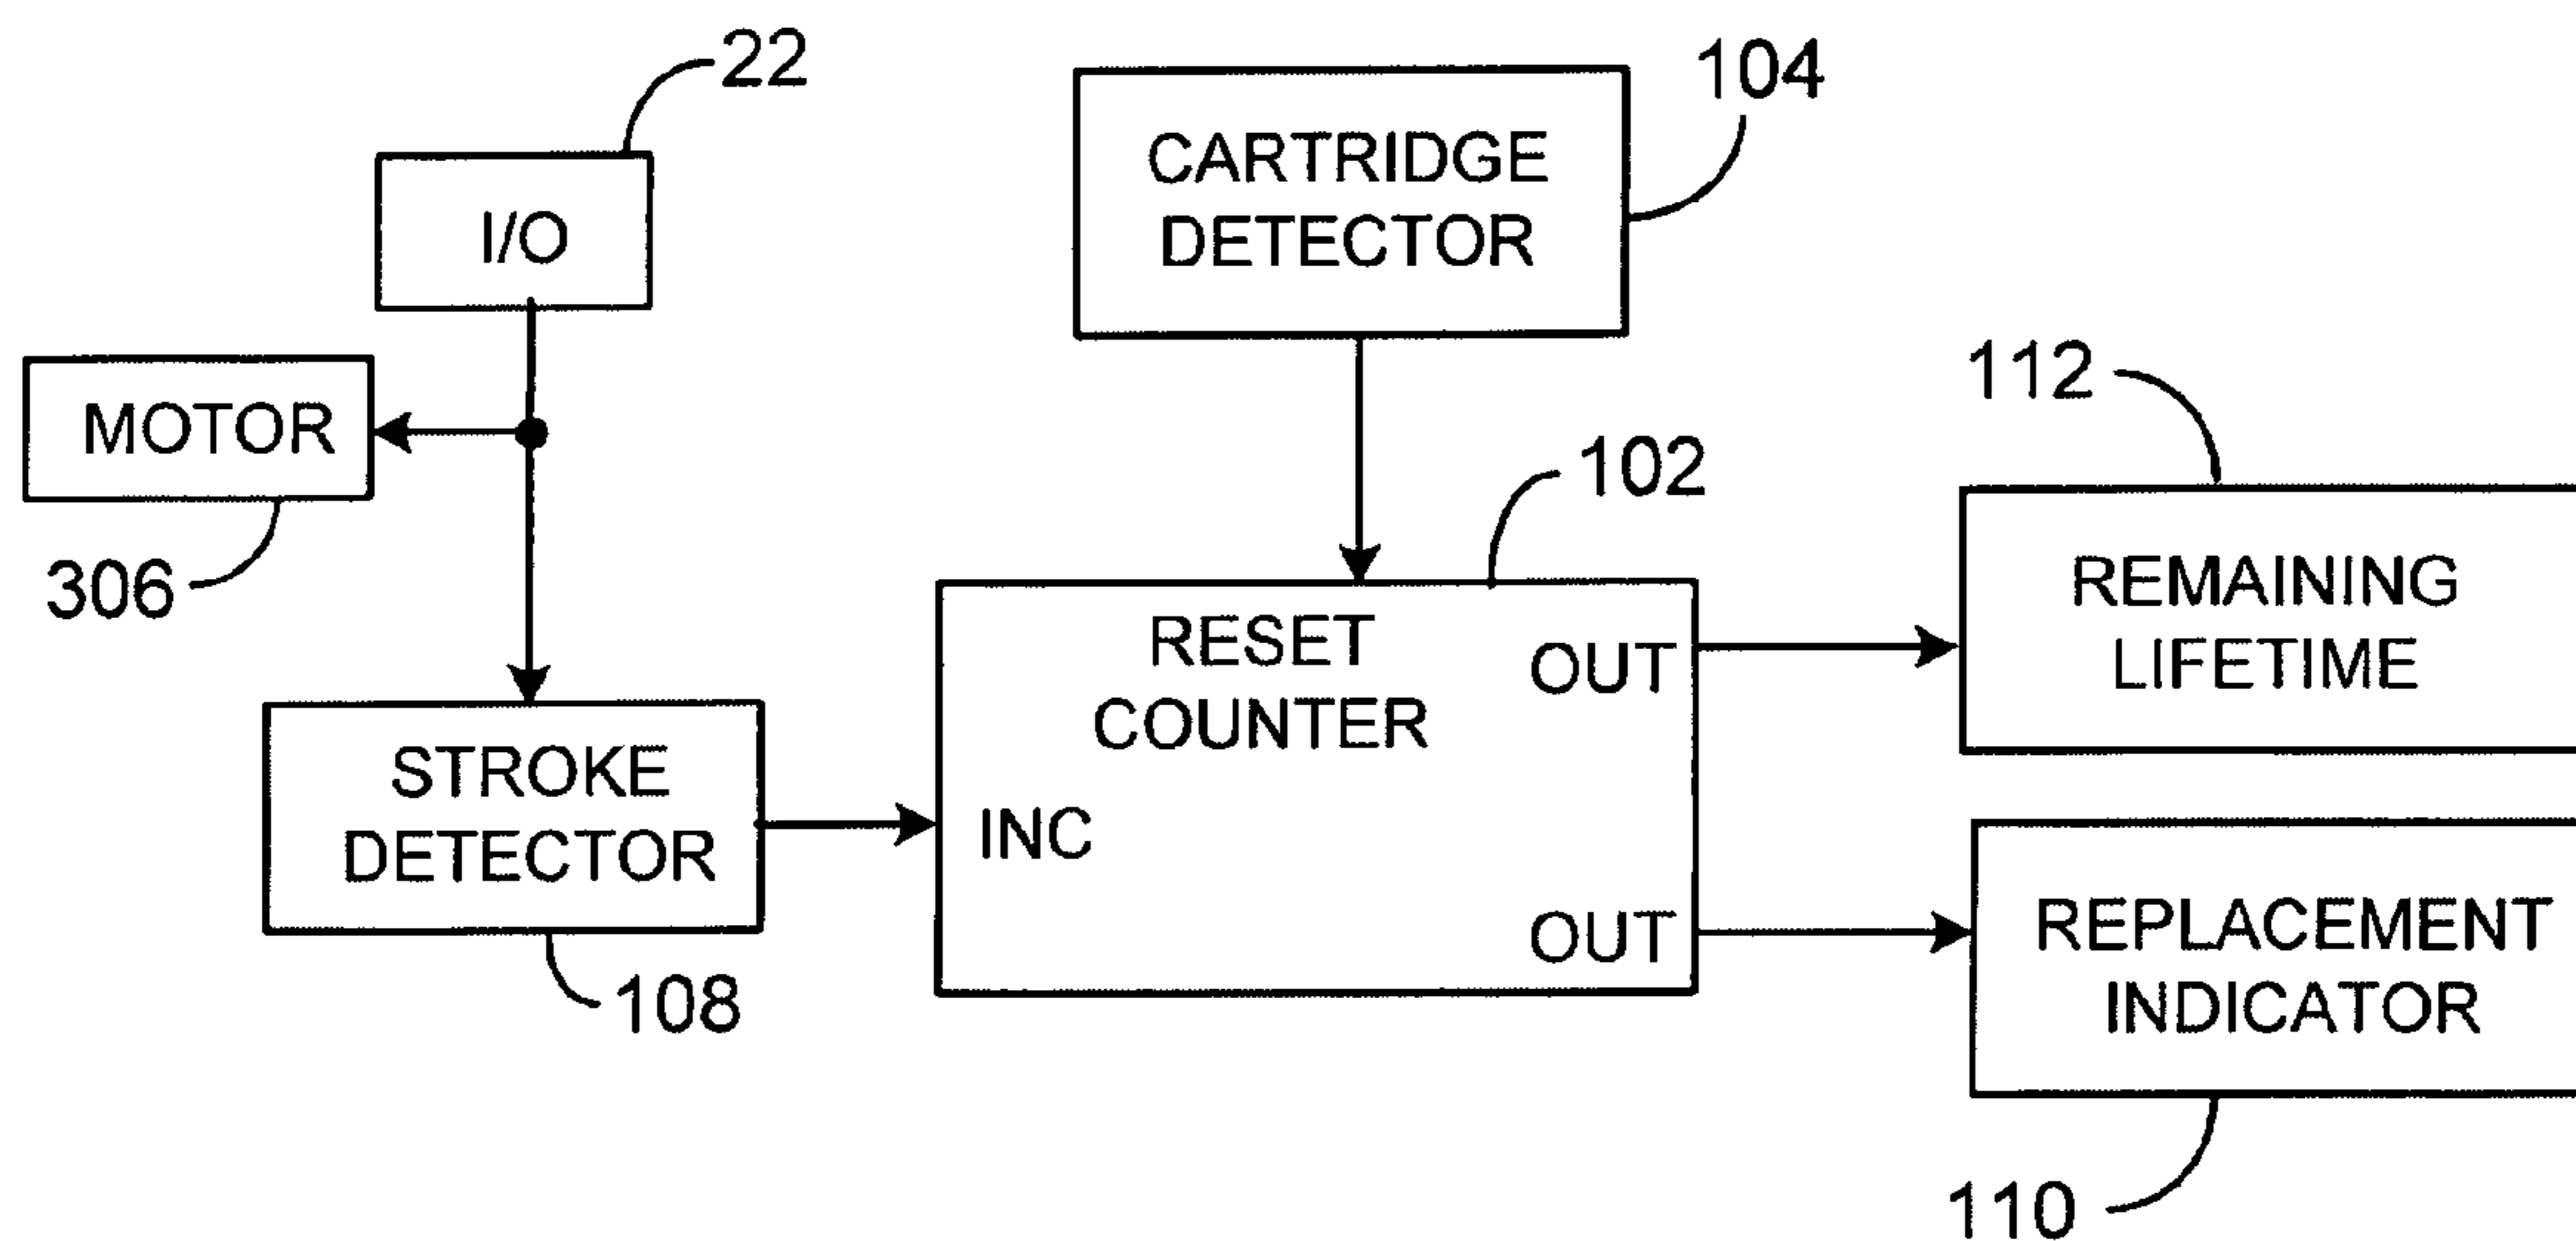 22
I/O
MOTOR
306
CARTRIDGE
DETECTOR
104
STROKE
DETECTOR
108
102
RESET
COUNTER
INC
OUT
OUT
112
REMAINING
LIFETIME
REPLACEMENT
INDICATOR
110